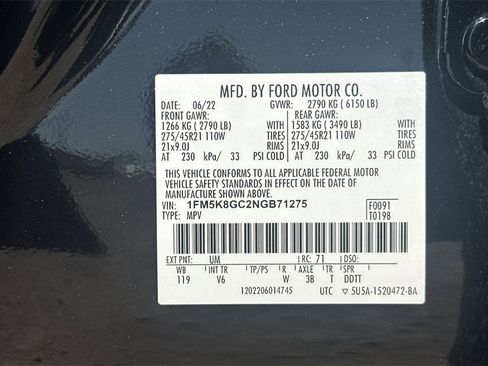 MFD. BY FORD MOTOR CO.
DATE: 06/22 GVWR: 2790 KG ( 6150 LB)
FRONT GAWR: REAR GAWR:
1266 KG ( 2790 LB) WITH 1583 KG ( 3490 LB) WITH
275/45R21 110W TIRES 275/45R21 110W TIRES
21x9.0J RIMS 21x9.0J RIMS
AT 230 kPa/ 33 PSI COLD AT 230 kPa/ 33 PSI COLD
THIS VEHICLE CONFORMS TO ALL APPLICABLE FEDERAL MOTOR
VEHICLE SAFETY STANDARDS IN EFFECT ON THE DATE OF
MANUFACTURE SHOWN ABOVE.
VIN: 1FM5K8GC2NGB71275 F0091
TYPE: MPV T0198
EXT PNT: UM RC: 71 DSO:
WB INT TR TP/PS R AXLE TR SPR
119 V6 W 3B T DDTT
1202206014745 UTC ▽ 5U5A-1520472-BA